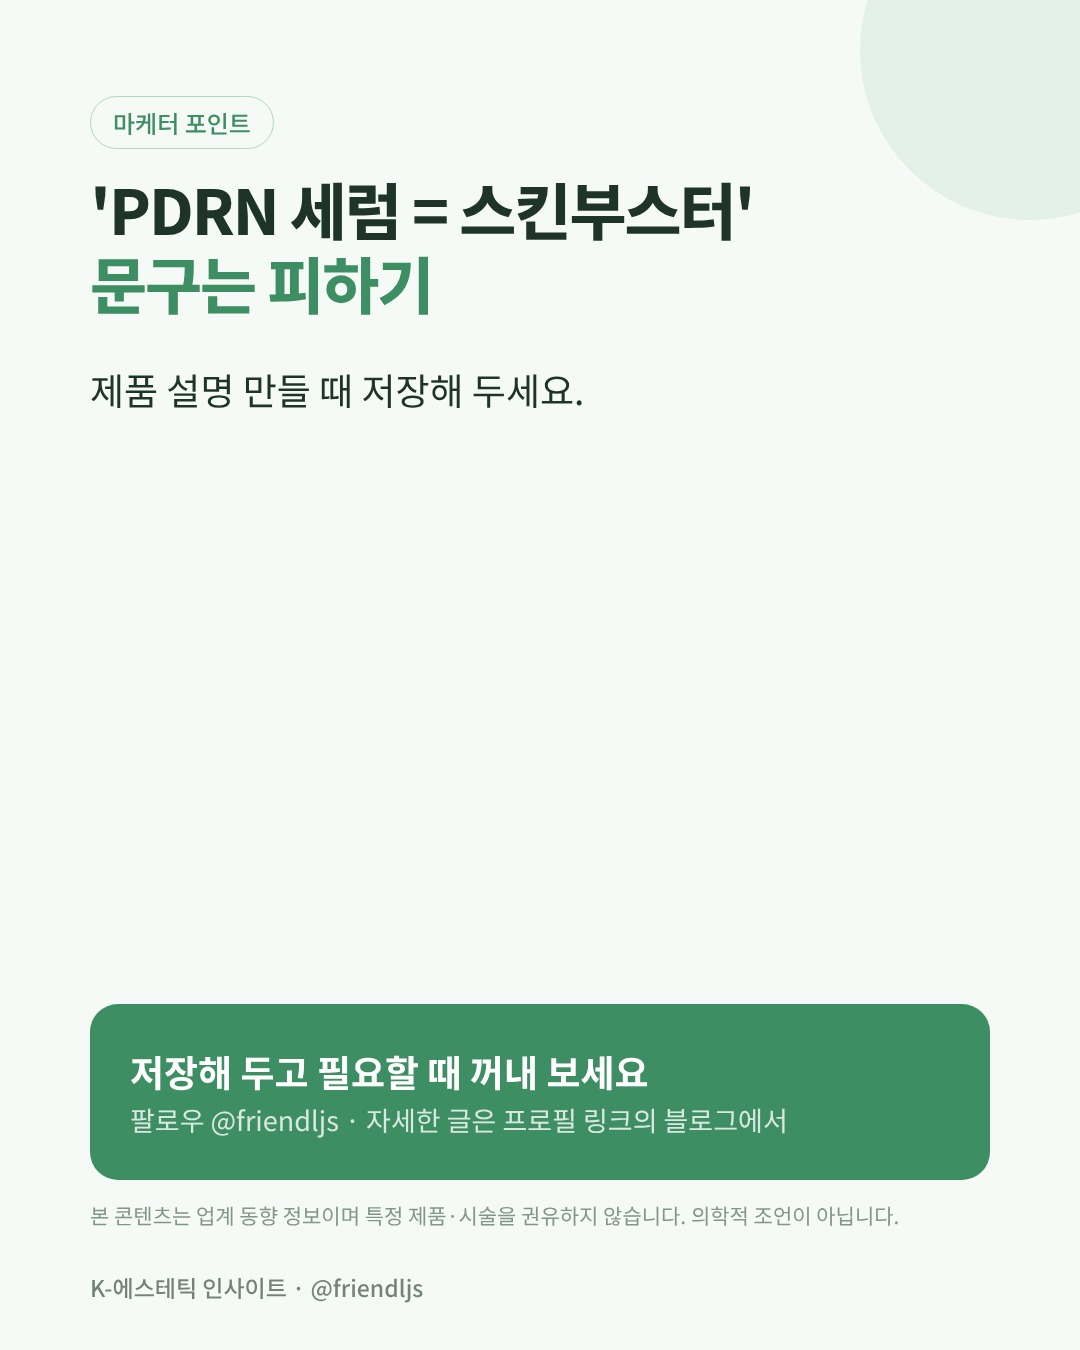 마케터 포인트
'PDRN 세럼 = 스킨부스터'
문구는 피하기
제품 설명 만들 때 저장해 두세요.
저장해 두고 필요할 때 꺼내 보세요
팔로우 @friendljs · 자세한 글은 프로필 링크의 블로그에서
본 콘텐츠는 업계 동향 정보이며 특정 제품·시술을 권유하지 않습니다. 의학적 조언이 아닙니다.
K-에스테틱 인사이트 · @friendljs